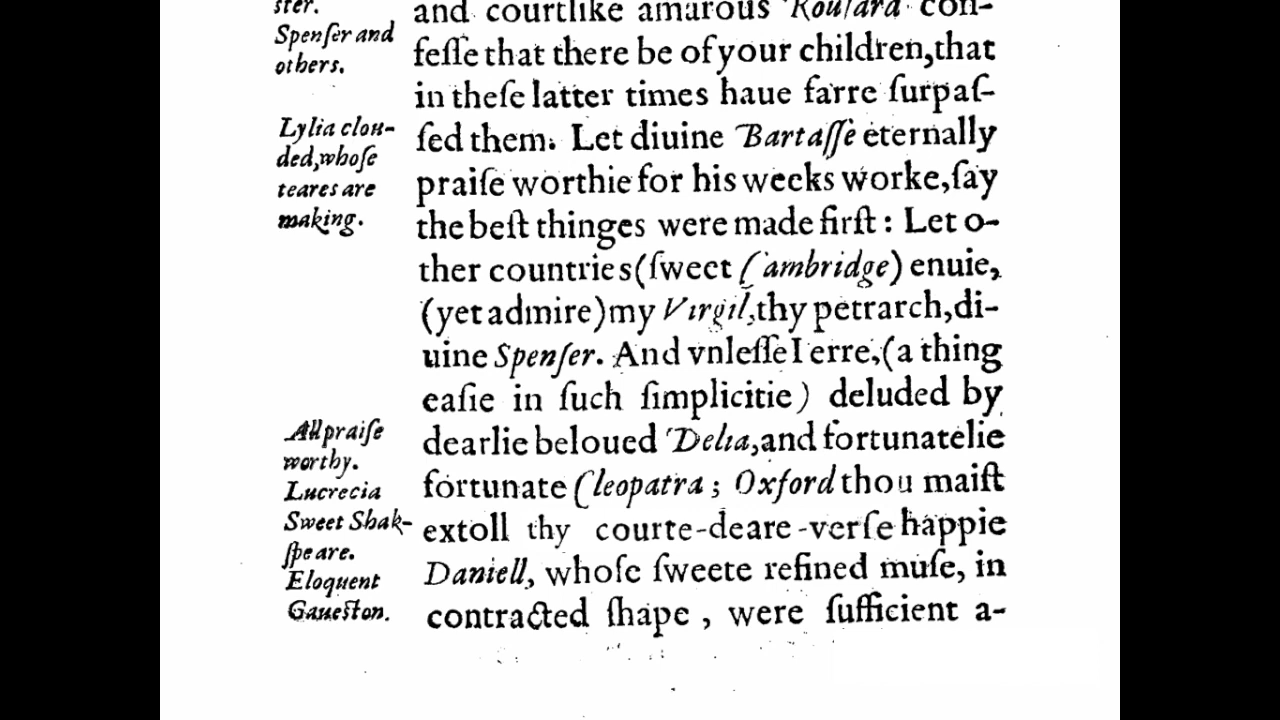 ster.
Spenſer and
others.
Lylia clou-
ded,whoſe
teares are
making.
All praiſe
worthy.
Lucrecia
Sweet Shak-
ſpeare.
Eloquent
Gaueston.
and courtlike amarous Rouſard con-
feſſe that there be of your children,that
in theſe latter times haue farre ſurpaſ-
ſed them. Let diuine Bartaſſe eternally
praiſe worthie for his weeks worke,ſay
the beſt thinges were made firſt : Let o-
ther countries (ſweet Cambridge) enuie,
(yet admire) my Virgil,thy petrarch,di-
uine Spenſer. And vnleſſe I erre,(a thing
eaſie in ſuch ſimplicitie) deluded by
dearlie beloued Delia,and fortunatelie
fortunate Cleopatra ; Oxford thou maiſt
extoll thy courte-deare-verſe happie
Daniell, whoſe ſweete refined muſe, in
contracted ſhape , were ſufficient a-